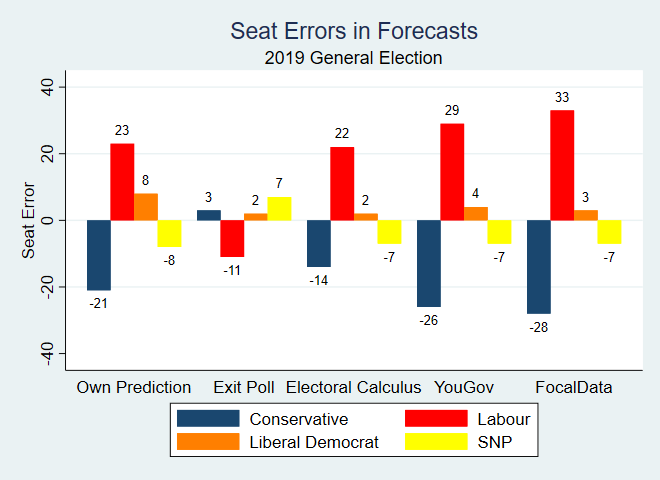 Seat Errors in Forecasts
2019 General Election
Seat Error
40
20
0
-20
-40
23
8
-21
-8
3
-11
2
7
-14
22
2
-7
-26
29
4
-7
-28
33
3
-7
Own Prediction
Exit Poll
Electoral Calculus
YouGov
FocalData
Conservative
Labour
Liberal Democrat
SNP